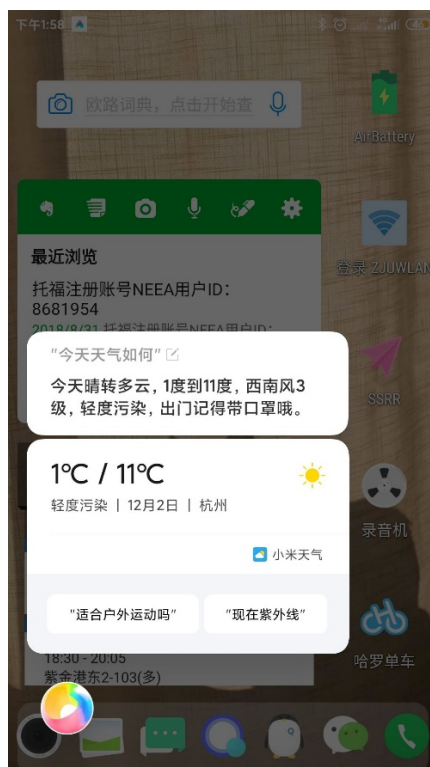 下午1:58
46
欧路词典，点击开始查
AirBattery
最近浏览
托福注册账号NEEA用户ID：
8681954
登录 ZJUWLAN
2018/8/31 托福注册账号NEEA用户ID：
"今天天气如何"
今天晴转多云，1度到11度，西南风3
级，轻度污染，出门记得带口罩哦。
SSRR
1℃ / 11℃
轻度污染 | 12月2日 | 杭州
录音机
小米天气
"适合户外运动吗"
"现在紫外线"
18:30 - 20:05
紫金港东2-103(多)
哈罗单车